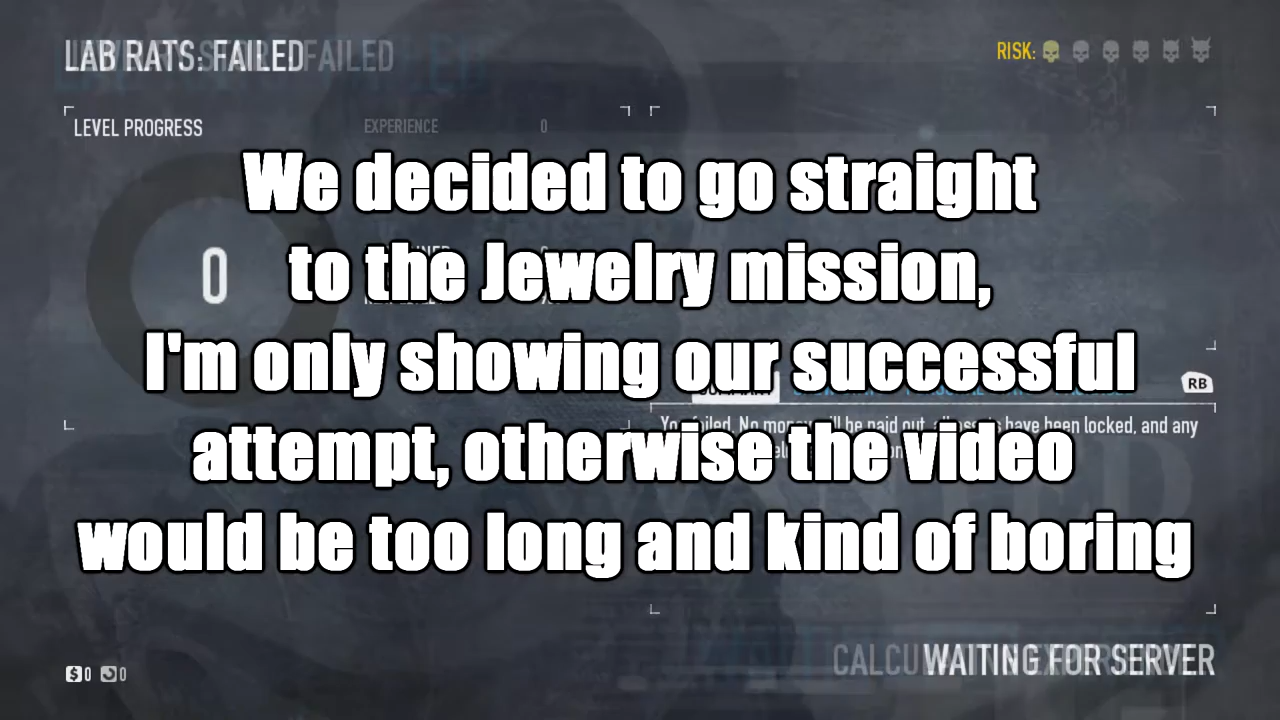 LAB RATS: FAILED
RISK:
LEVEL PROGRESS
EXPERIENCE 0
We decided to go straight
0
to the Jewelry mission,
I'm only showing our successful
RB
attempt, otherwise the video
would be too long and kind of boring
WAITING FOR SERVER
$0 0